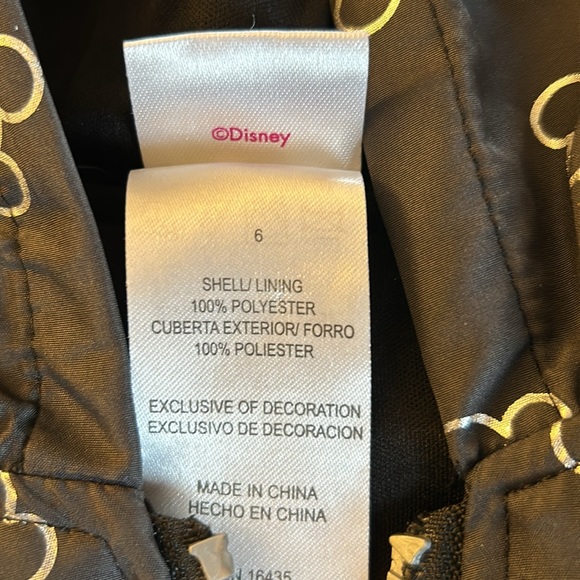 ©Disney
6
SHELL/ LINING
100% POLYESTER
CUBERTA EXTERIOR/ FORRO
100% POLIESTER
EXCLUSIVE OF DECORATION
EXCLUSIVO DE DECORACION
MADE IN CHINA
HECHO EN CHINA
16435